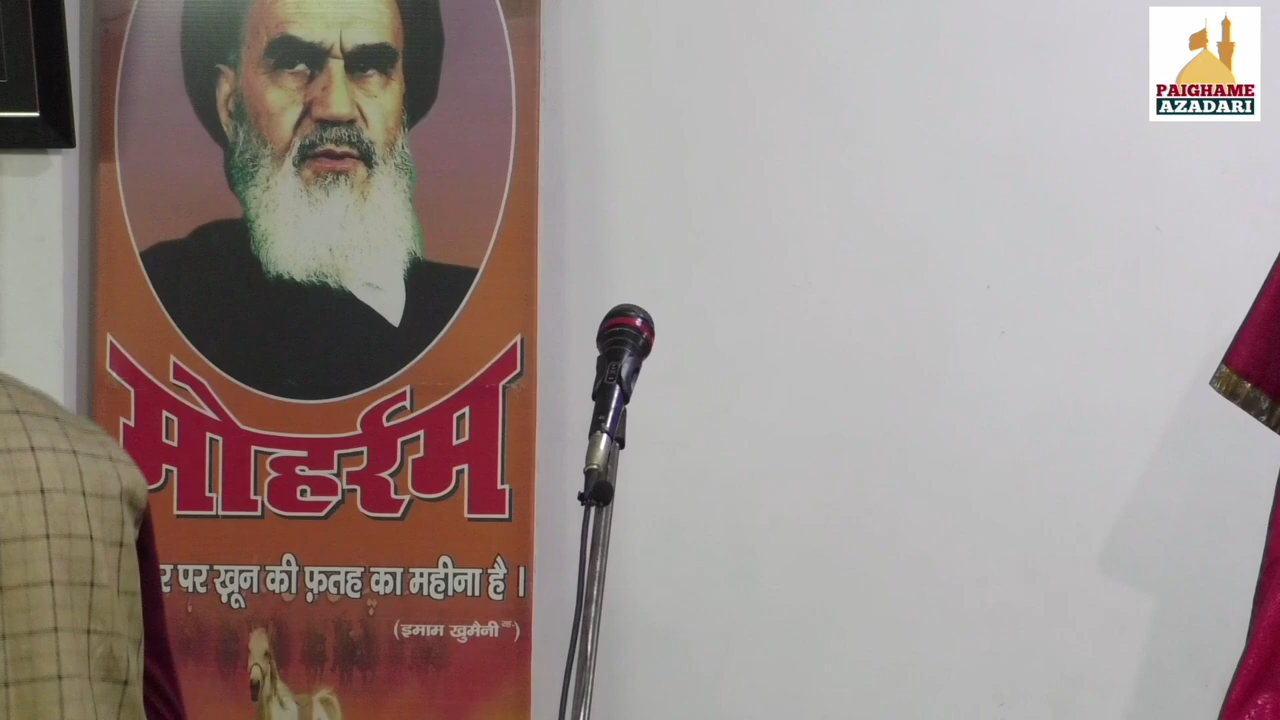 PAIGHAME
AZADARI
मोहर्रम
पर ख़ून की फ़तह का महीना है ।
(इमाम खुमैनी)